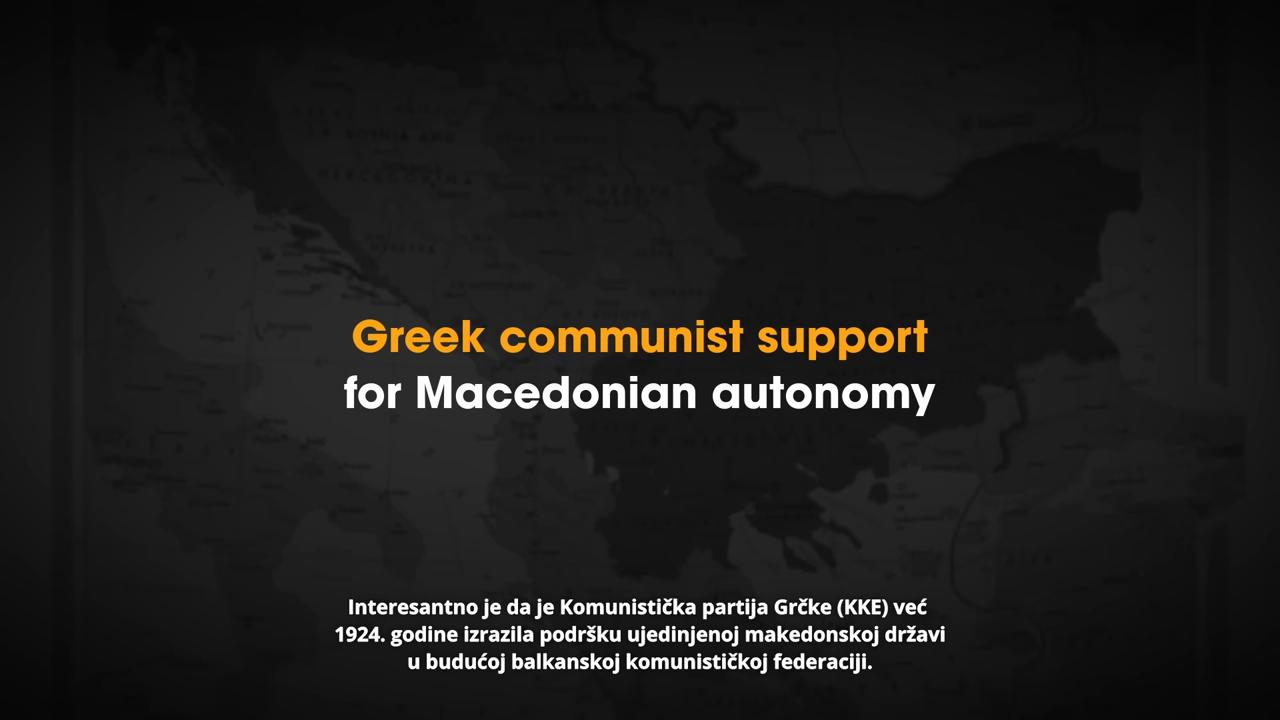 Greek communist support
for Macedonian autonomy
Interesantno je da je Komunistička partija Grčke (KKE) već
1924. godine izrazila podršku ujedinjenoj makedonskoj državi
u budućoj balkanskoj komunističkoj federaciji.